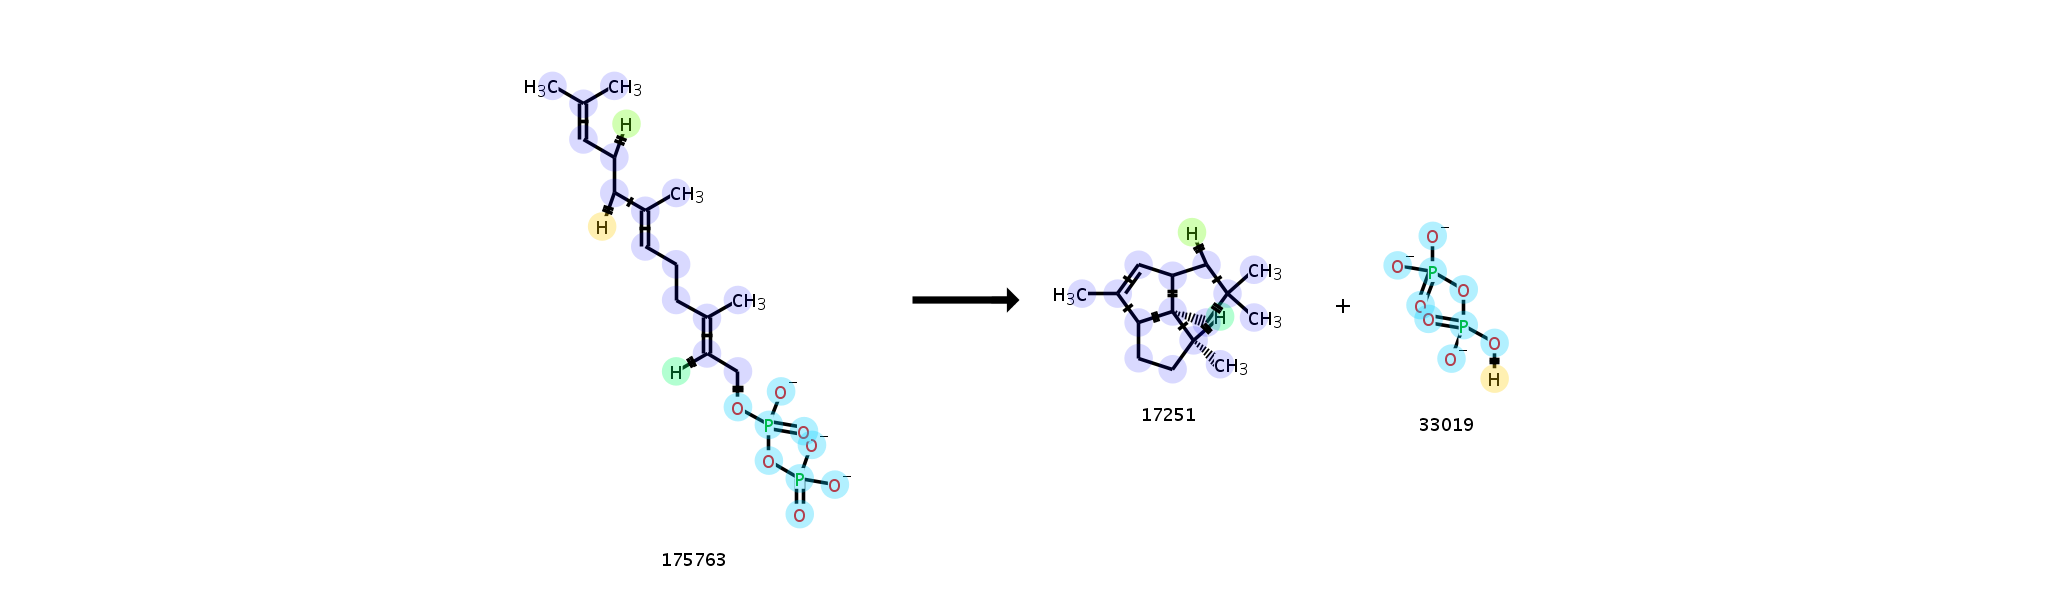 H3C CH3
H
H CH3
CH3
H
O O−
P O O−
O P O−
O
175763
H
H3C CH3
H CH3
CH3
17251
+
O−
O− P
O O
O P O
O−
H
33019